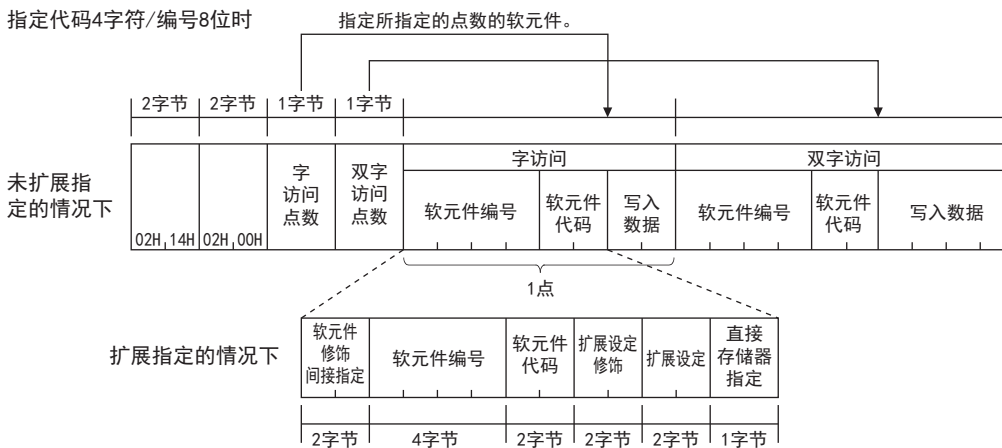 指定代码4字符/编号8位时
指定所指定的点数的软元件。
2字节 2字节 1字节 1字节
未扩展指
定的情况下
02H 14H 02H 00H
字
访问
点数
双字
访问
点数
字访问
软元件编号
软元件
代码
写入
数据
双字访问
软元件编号
软元件
代码
写入数据
1点
扩展指定的情况下
软元件
修饰
间接指定
软元件编号
软元件
代码
扩展设定
修饰
扩展设定
直接
存储器
指定
2字节 4字节 2字节 2字节 2字节 1字节